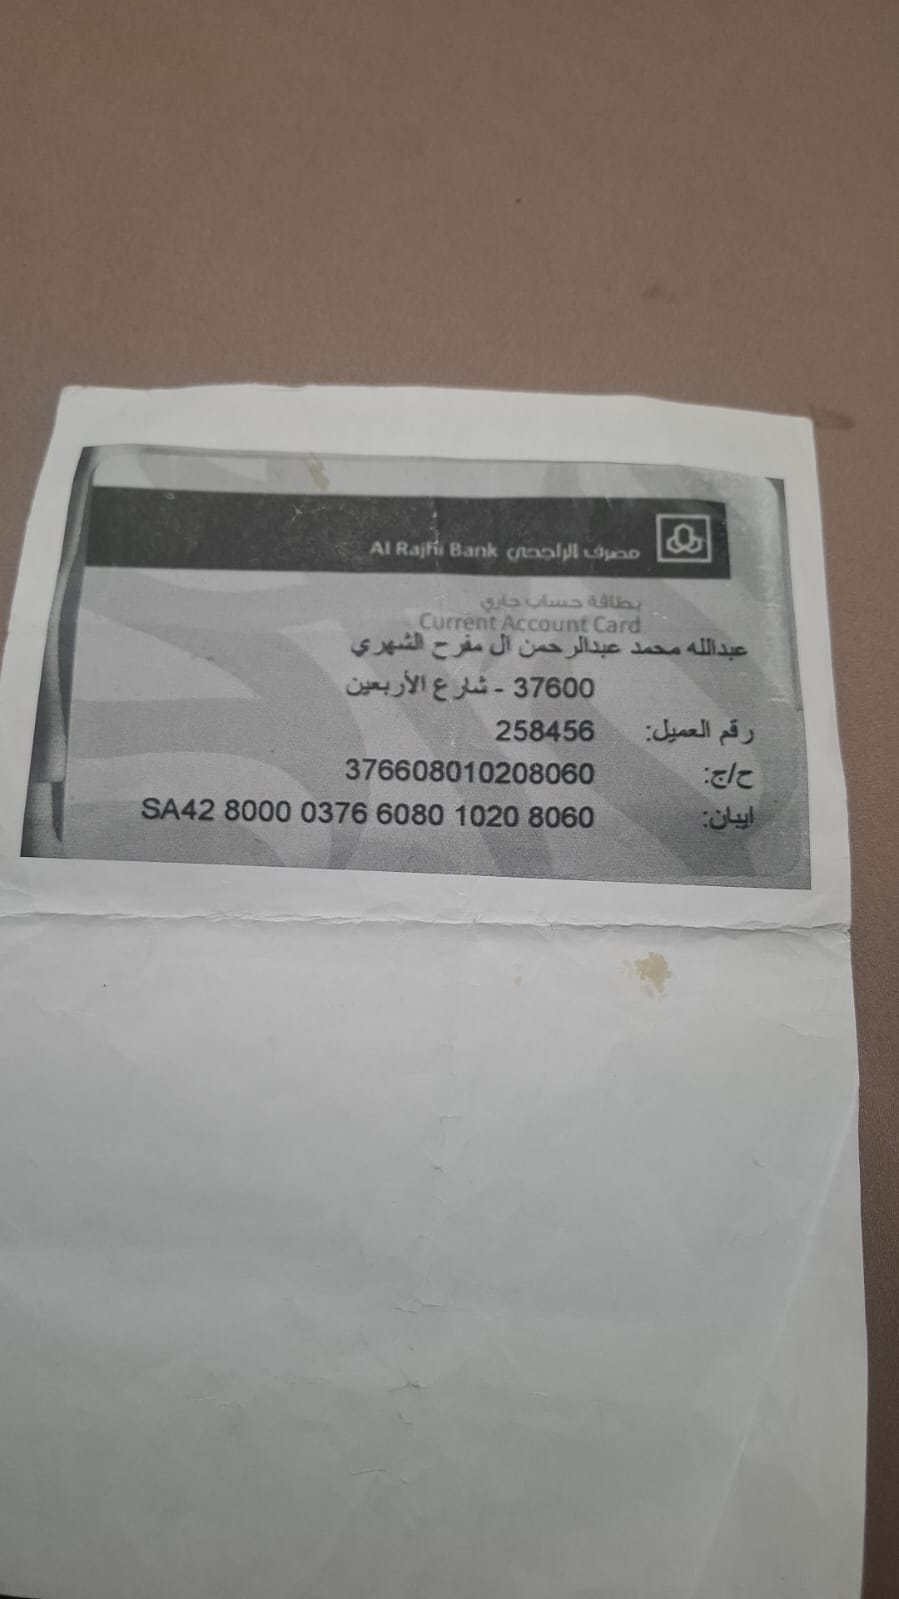 مصرف الراجحي Al Rajhi Bank
بطاقة حساب جاري
Current Account Card
عبدالله محمد عبدالرحمن ال مفرح الشهري
37600 - شارع الأربعين
رقم العميل: 258456
ح/ج: 376608010208060
ايبان: SA42 8000 0376 6080 1020 8060